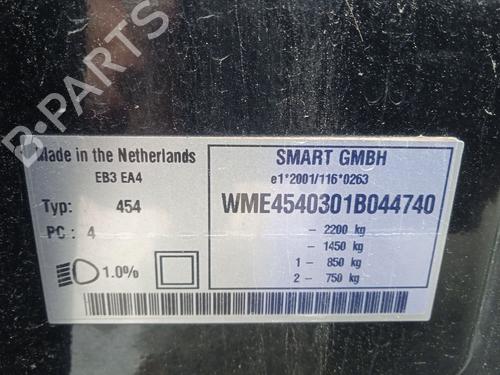 Made in the Netherlands
EB3 EA4
Typ: 454
PC : 4
1.0%
SMART GMBH
e1*2001/116*0263
WME4540301B044740
- 2200 kg
- 1450 kg
1 - 850 kg
2 - 750 kg
B-PARTS